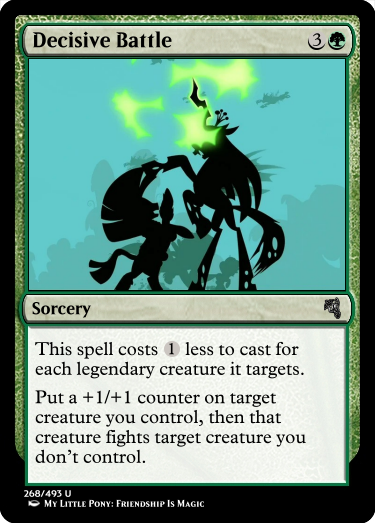 Decisive Battle 3
Sorcery
This spell costs 1 less to cast for
each legendary creature it targets.
Put a +1/+1 counter on target
creature you control, then that
creature fights target creature you
don't control.
268/493 U
My Little Pony: Friendship Is Magic